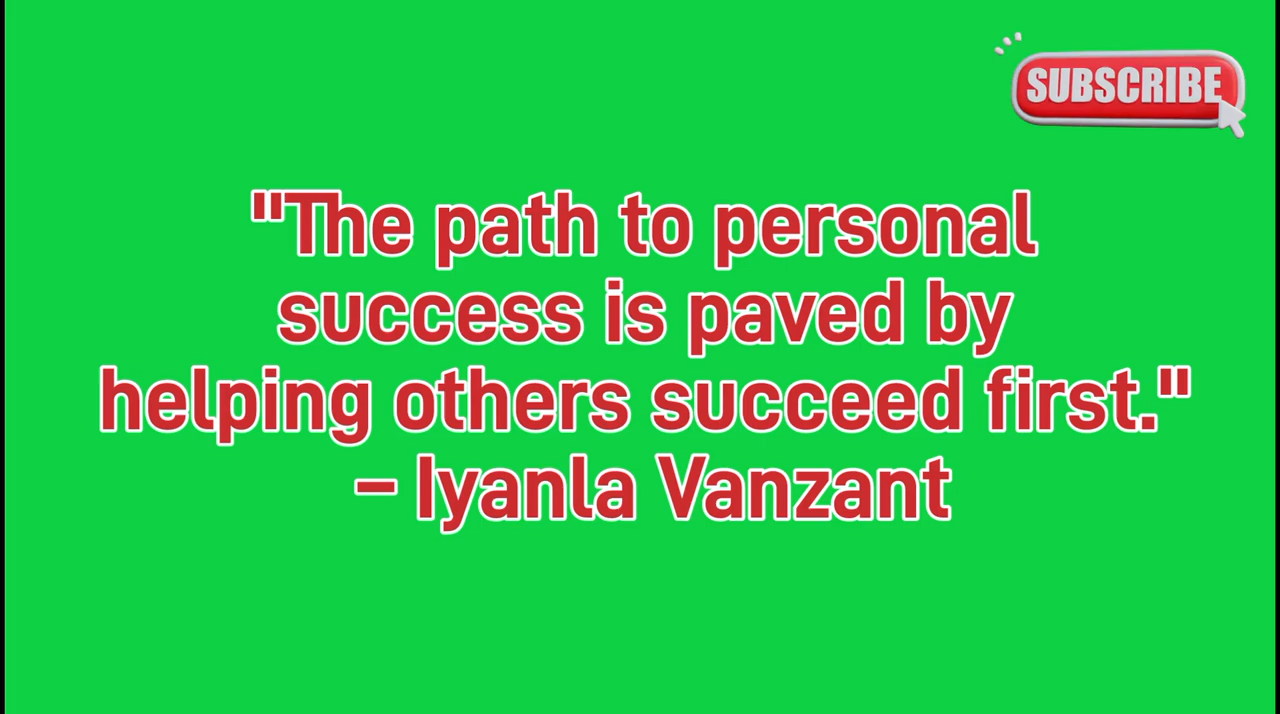 SUBSCRIBE
"The path to personal
success is paved by
helping others succeed first."
– Iyanla Vanzant